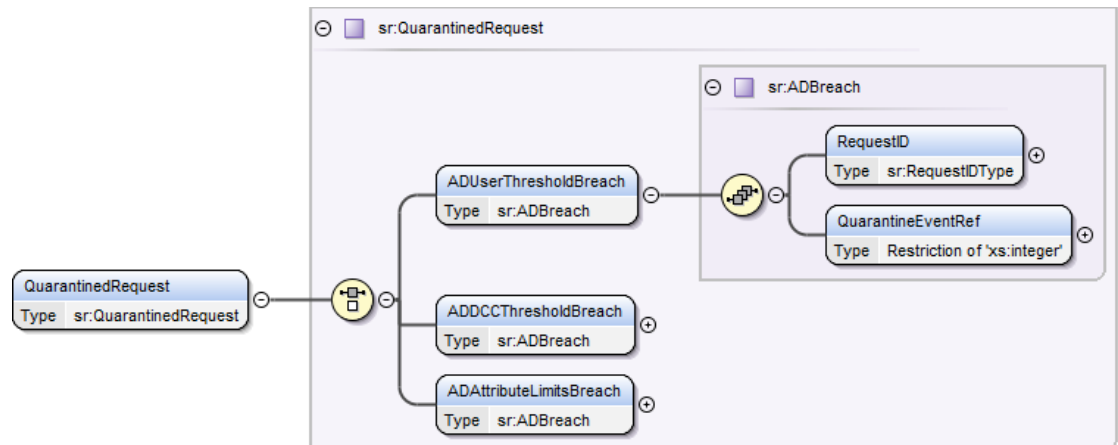 sr:QuarantinedRequest
sr:ADBreach
RequestID
Type sr:RequestIDType
ADUserThresholdBreach
Type sr:ADBreach
QuarantineEventRef
Type Restriction of 'xs:integer'
QuarantinedRequest
Type sr:QuarantinedRequest
ADDCCThresholdBreach
Type sr:ADBreach
ADAttributeLimitsBreach
Type sr:ADBreach